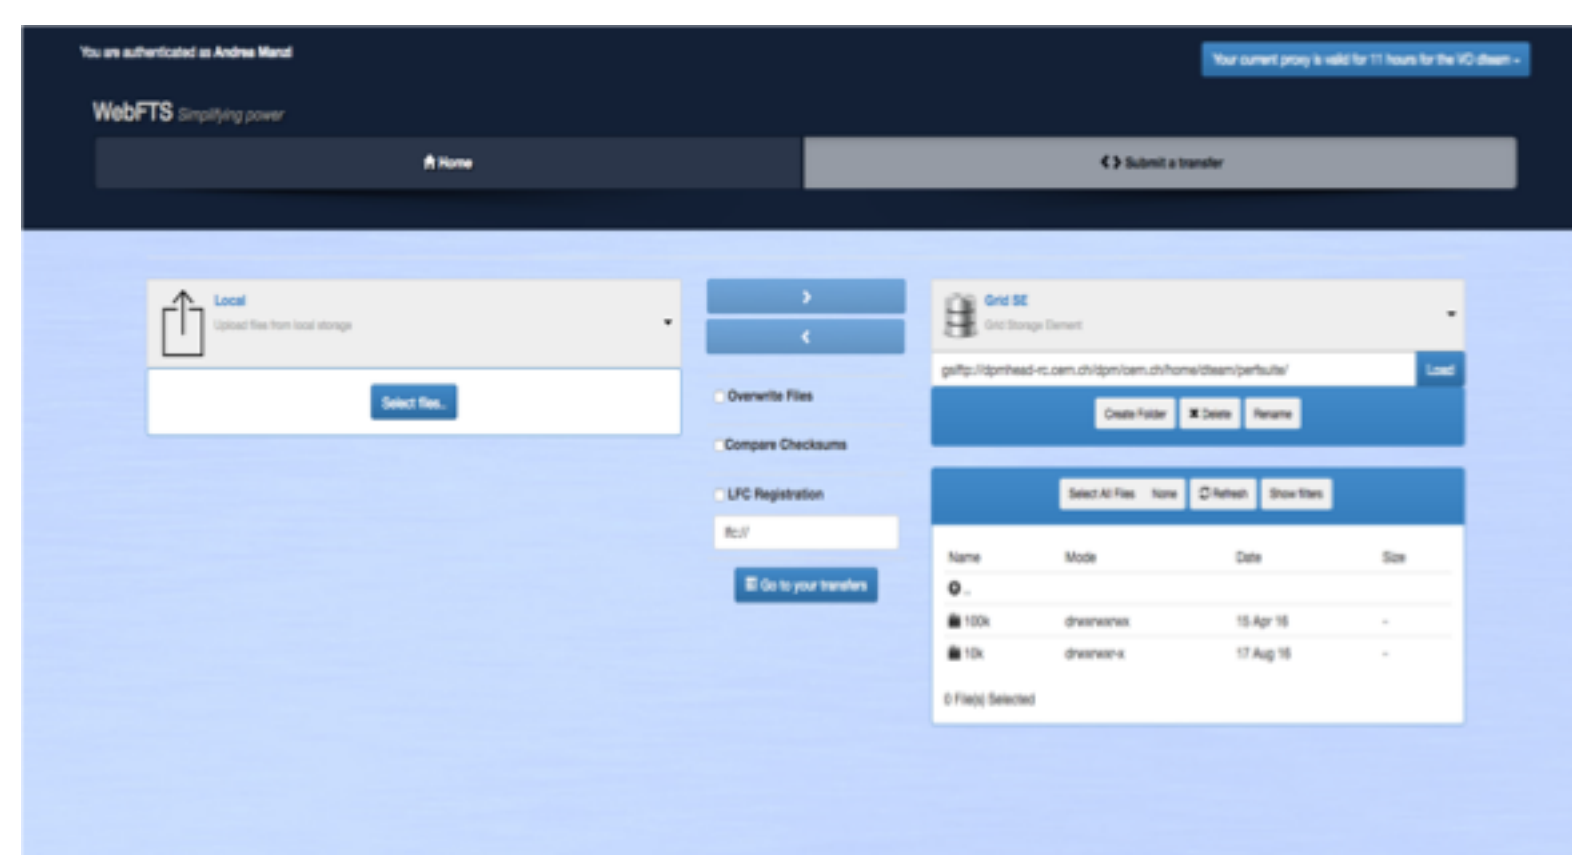 You are authenticated as Andrea Manzi
Your current proxy is valid for 11 hours for the VO dteam
WebFTS Simplifying power
Home
Submit a transfer
Local
Upload files from local storage
Select files..
Overwrite Files
Compare Checksums
LFC Registration
lfc://
Go to your transfers
Grid SE
Grid Storage Element
gsiftp://dpmhead-rc.cern.ch/dpm/cern.ch/home/dteam/perfsuite/ Load
Create Folder Delete Rename
Select All Files None Refresh Show filters
Name Mode Date Size
..
100k drwxrwxrwx 15 Apr 16 -
10k drwxrwxr-x 17 Aug 16 -
0 File(s) Selected